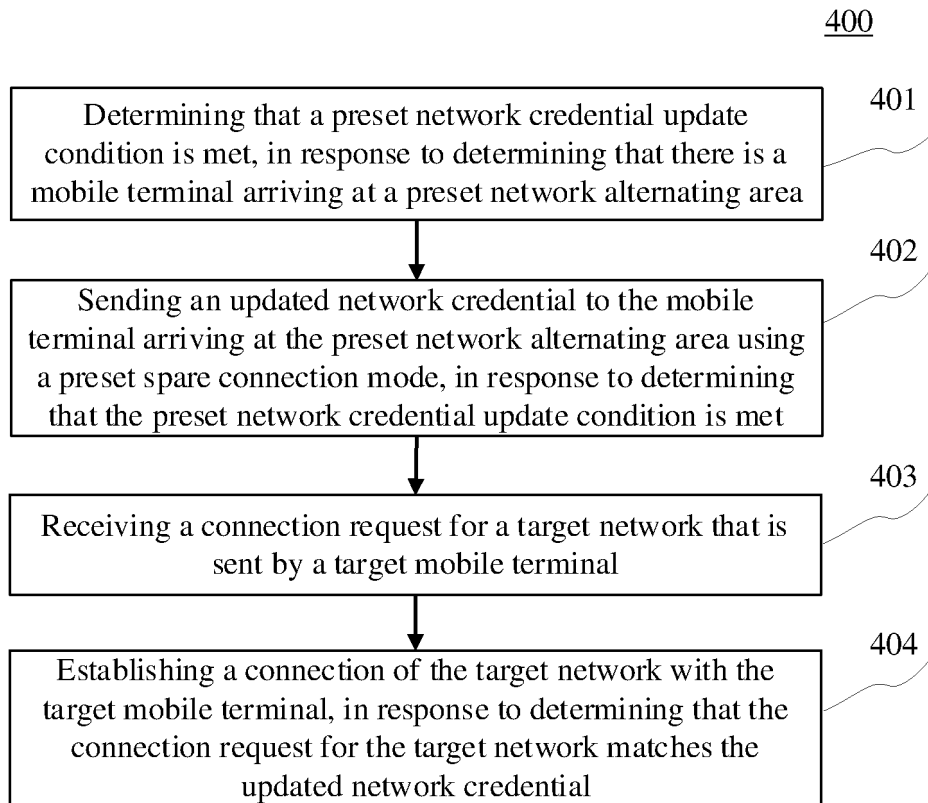 400
401
Determining that a preset network credential update
condition is met, in response to determining that there is a
mobile terminal arriving at a preset network alternating area
402
Sending an updated network credential to the mobile
terminal arriving at the preset network alternating area using
a preset spare connection mode, in response to determining
that the preset network credential update condition is met
403
Receiving a connection request for a target network that is
sent by a target mobile terminal
404
Establishing a connection of the target network with the
target mobile terminal, in response to determining that the
connection request for the target network matches the
updated network credential